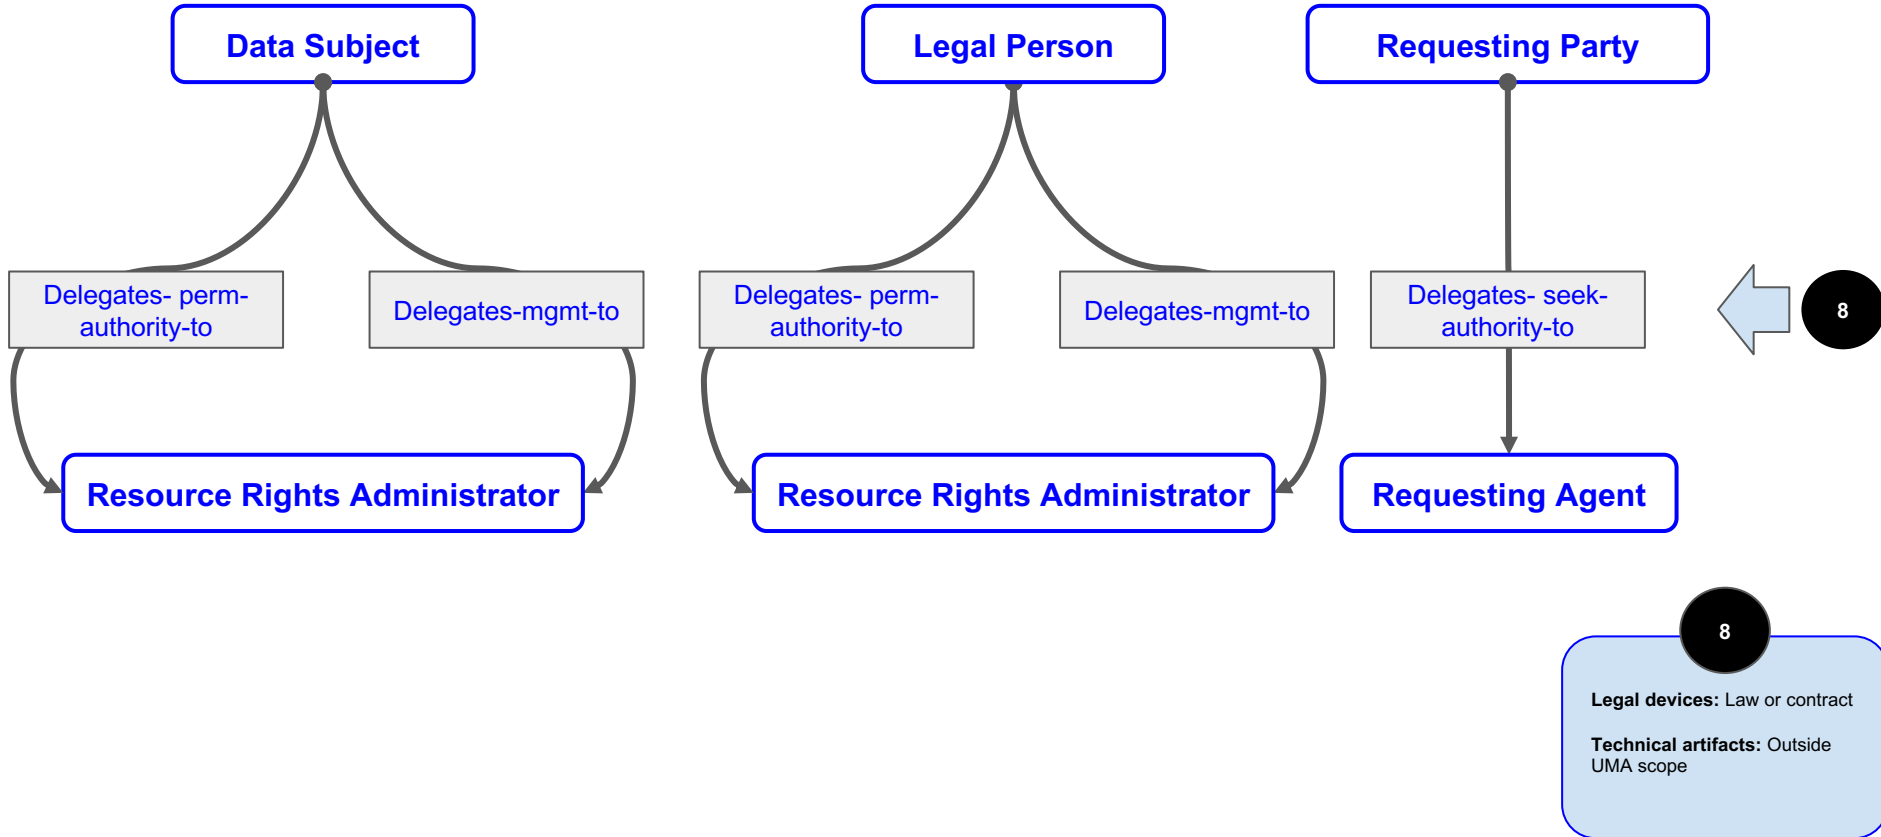 Data Subject
Legal Person
Requesting Party
Delegates- perm-
authority-to
Delegates-mgmt-to
Delegates- perm-
authority-to
Delegates-mgmt-to
Delegates- seek-
authority-to
8
Resource Rights Administrator
Resource Rights Administrator
Requesting Agent
8
Legal devices: Law or contract
Technical artifacts: Outside
UMA scope